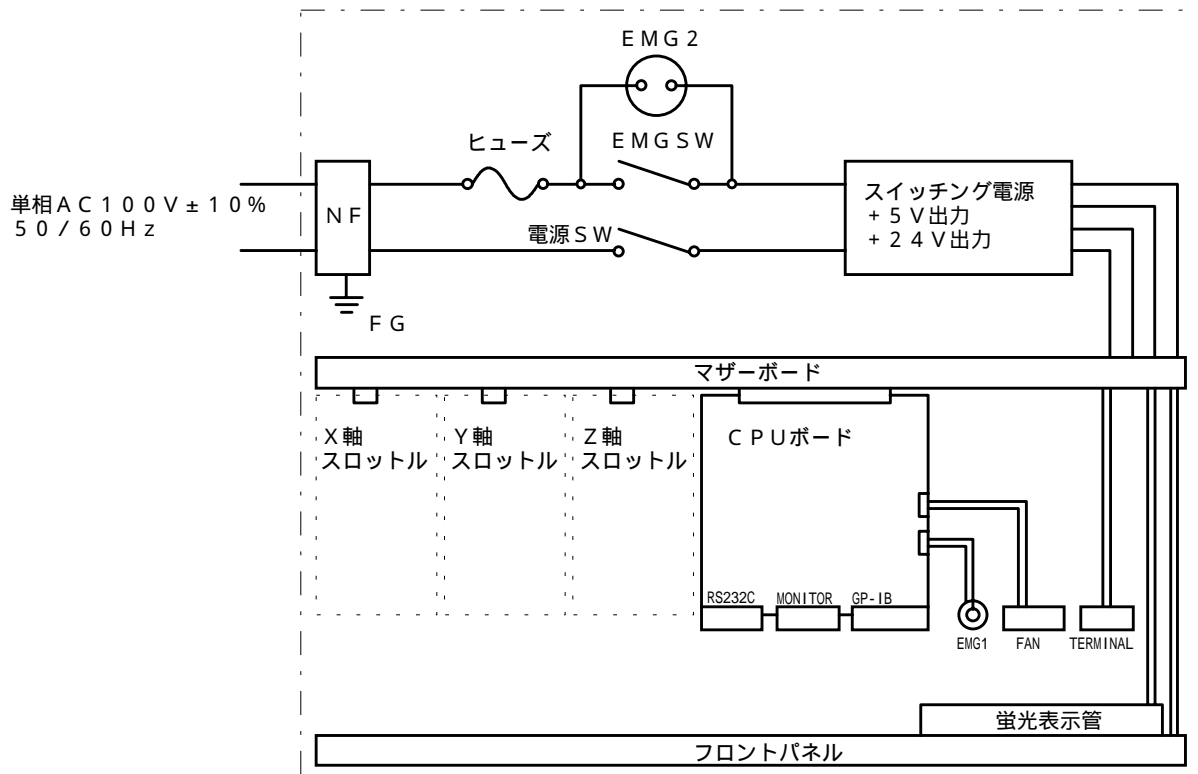 EMG2
ヒューズ
EMGSW
単相AC100V±10%
50/60Hz
NF
電源SW
スイッチング電源
+5V出力
+24V出力
FG
マザーボード
X軸
スロットル
Y軸
スロットル
Z軸
スロットル
CPUボード
RS232C
MONITOR
GP-IB
EMG1
FAN
TERMINAL
蛍光表示管
フロントパネル